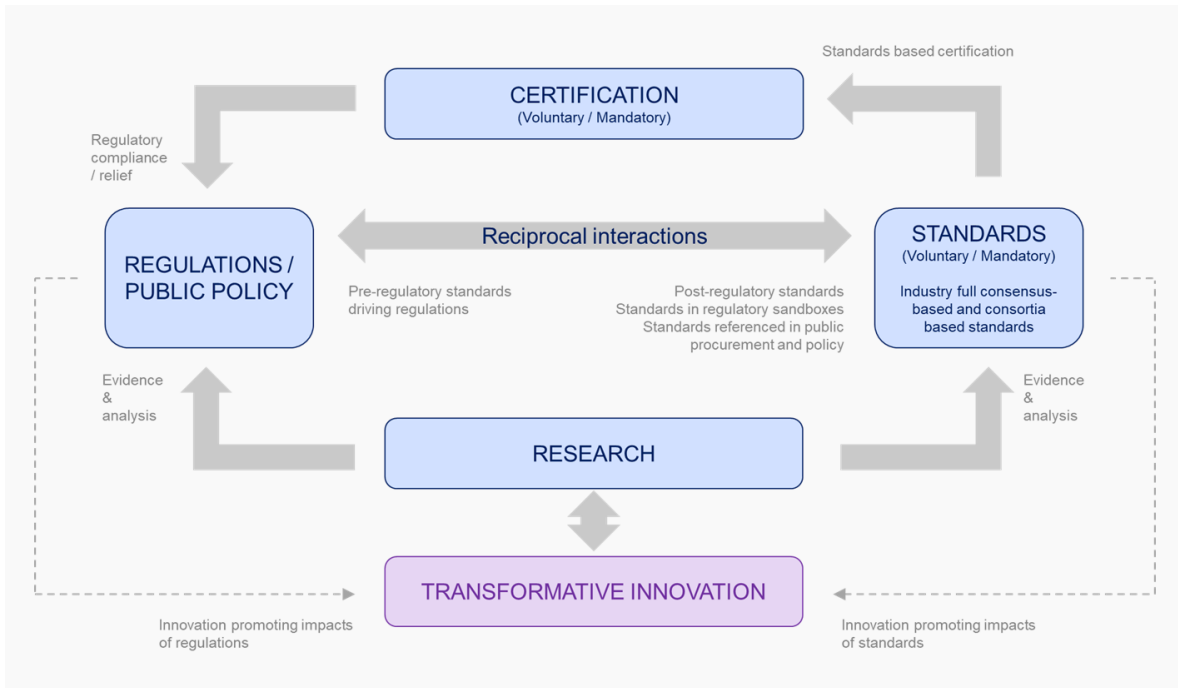 Standards based certification
CERTIFICATION
(Voluntary / Mandatory)
Regulatory
compliance
/ relief
REGULATIONS /
PUBLIC POLICY
Reciprocal interactions
STANDARDS
(Voluntary / Mandatory)
Industry full consensus-
based and consortia
based standards
Pre-regulatory standards
driving regulations
Post-regulatory standards
Standards in regulatory sandboxes
Standards referenced in public
procurement and policy
Evidence
&
analysis
Evidence
&
analysis
RESEARCH
TRANSFORMATIVE INNOVATION
Innovation promoting impacts
of regulations
Innovation promoting impacts
of standards